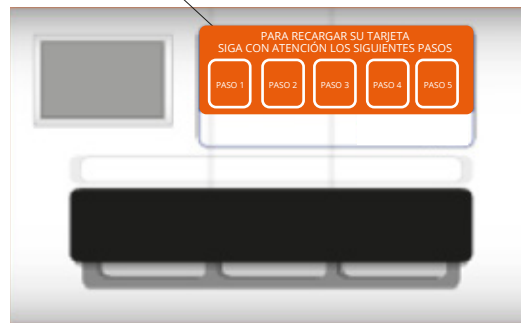 PARA RECARGAR SU TARJETA
SIGA CON ATENCIÓN LOS SIGUIENTES PASOS
PASO 1 PASO 2 PASO 3 PASO 4 PASO 5